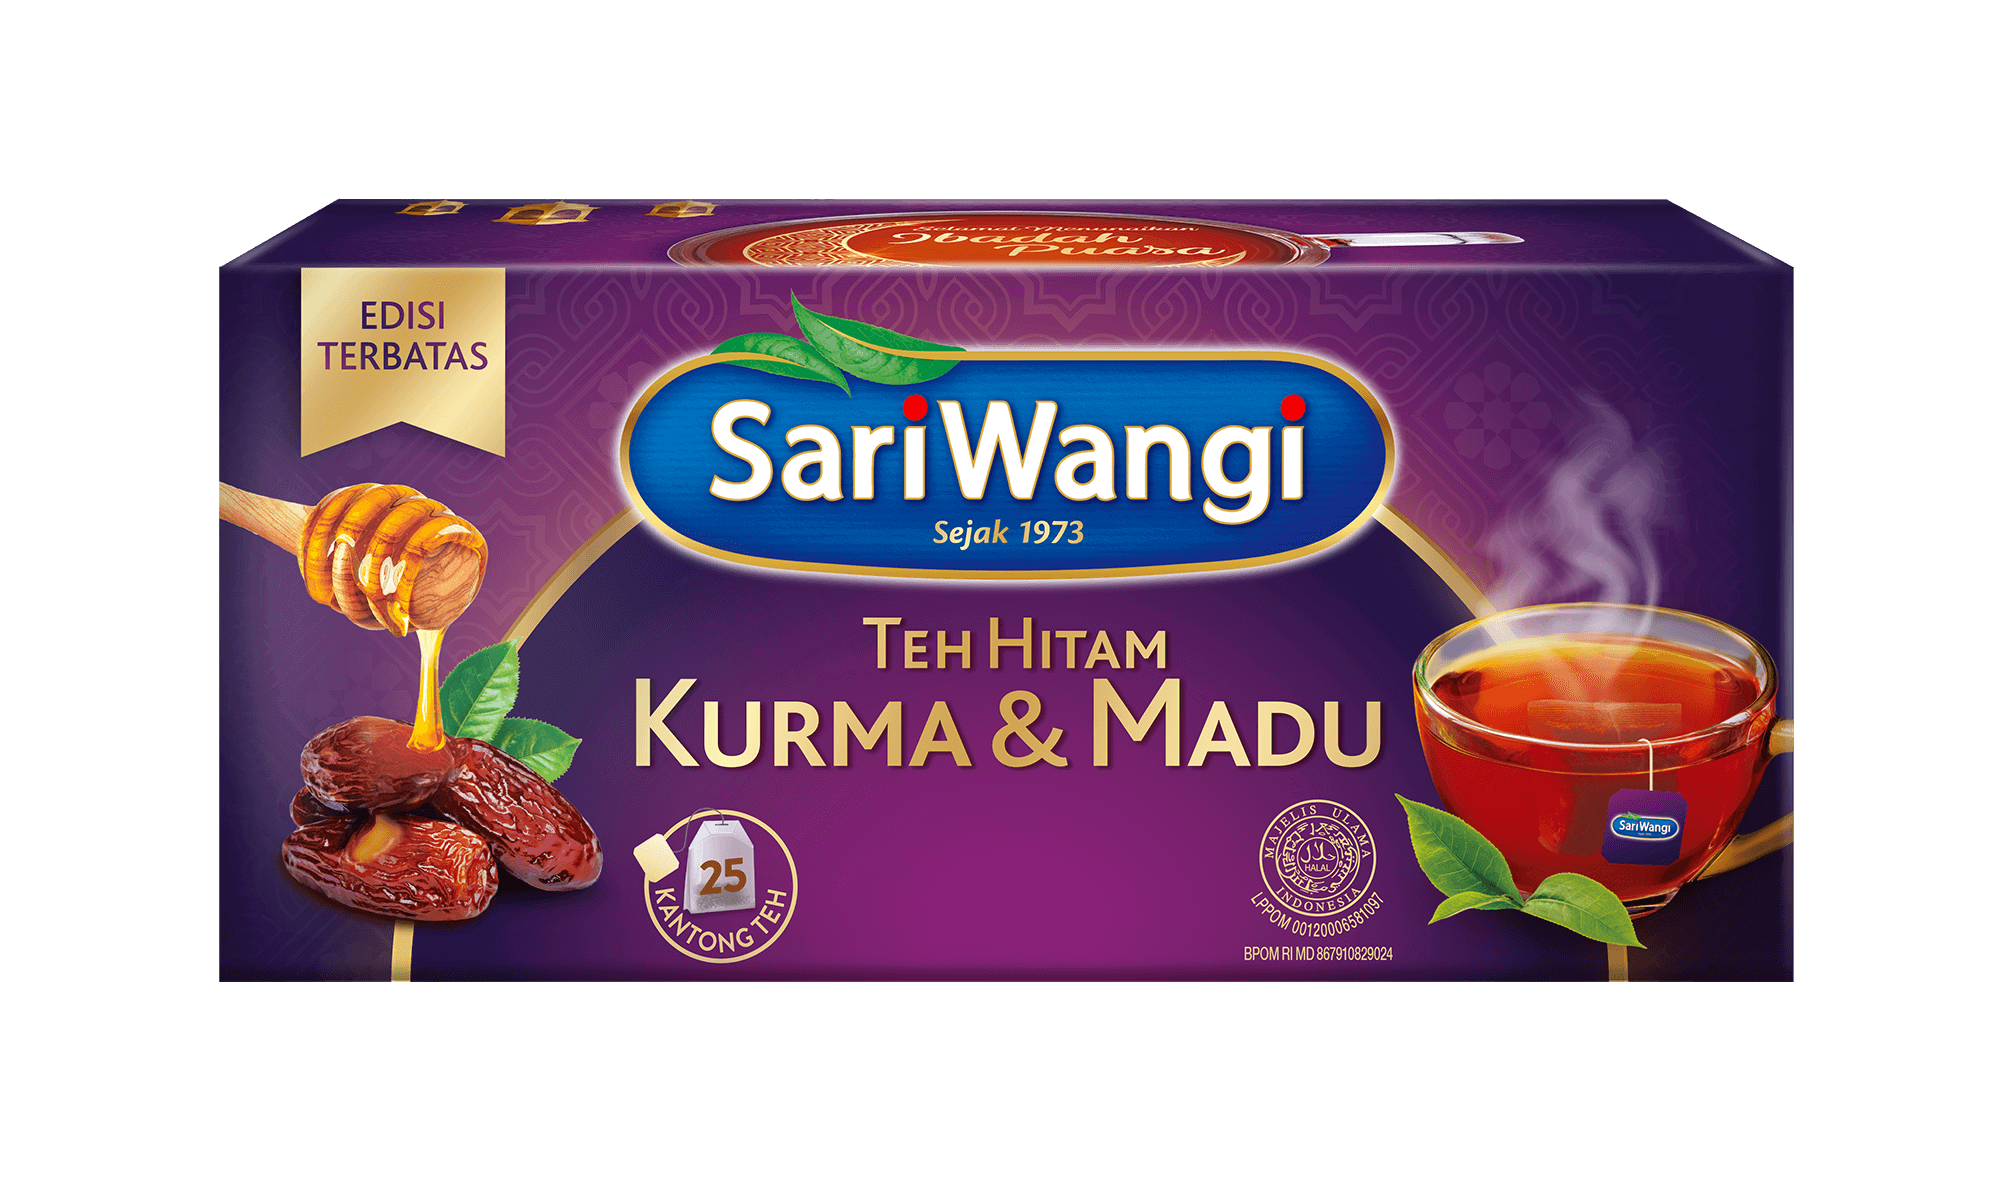 Selamat Menunaikan
Ibadah
Puasa
EDISI
TERBATAS
SariWangi
Sejak 1973
TEH HITAM
KURMA & MADU
25
KANTONG TEH
MAJELIS ULAMA
HALAL
INDONESIA
LPPOM 00120006581097
BPOM RI MD 867910829024
SariWangi